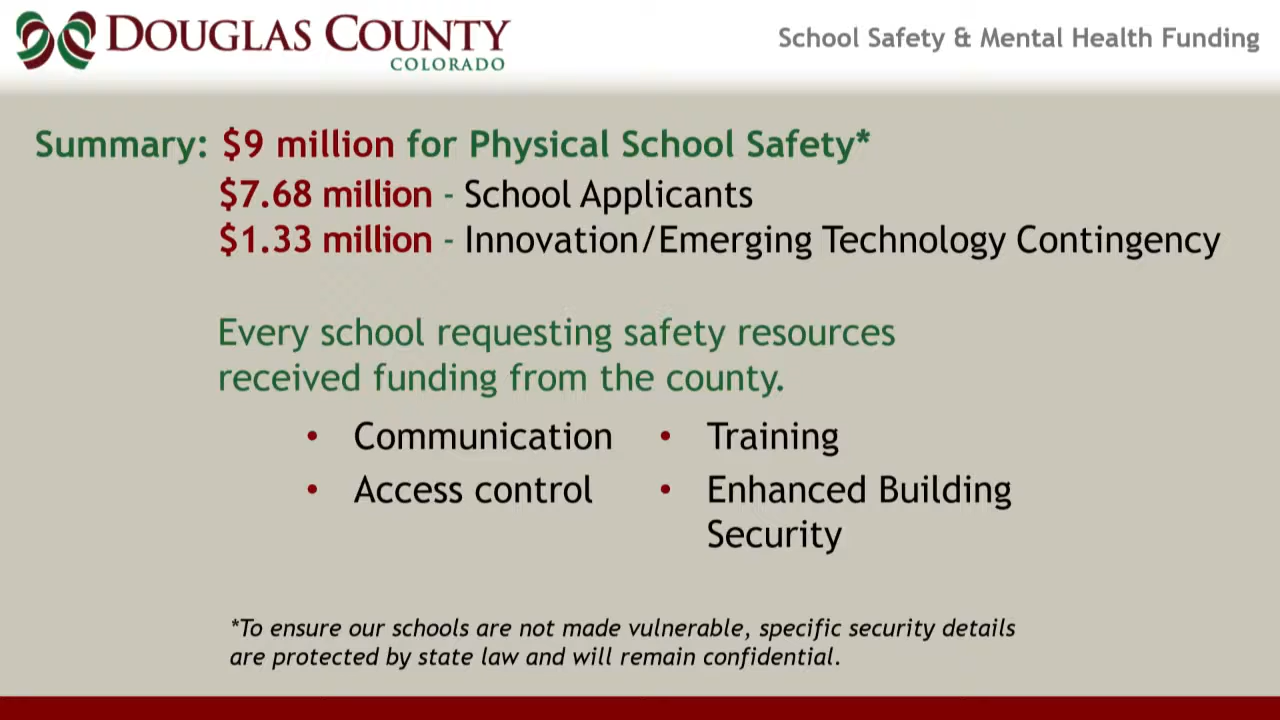 DOUGLAS COUNTY
COLORADO
School Safety & Mental Health Funding
Summary: $9 million for Physical School Safety*
$7.68 million - School Applicants
$1.33 million - Innovation/Emerging Technology Contingency
Every school requesting safety resources
received funding from the county.
• Communication
• Access control
• Training
• Enhanced Building
Security
*To ensure our schools are not made vulnerable, specific security details
are protected by state law and will remain confidential.